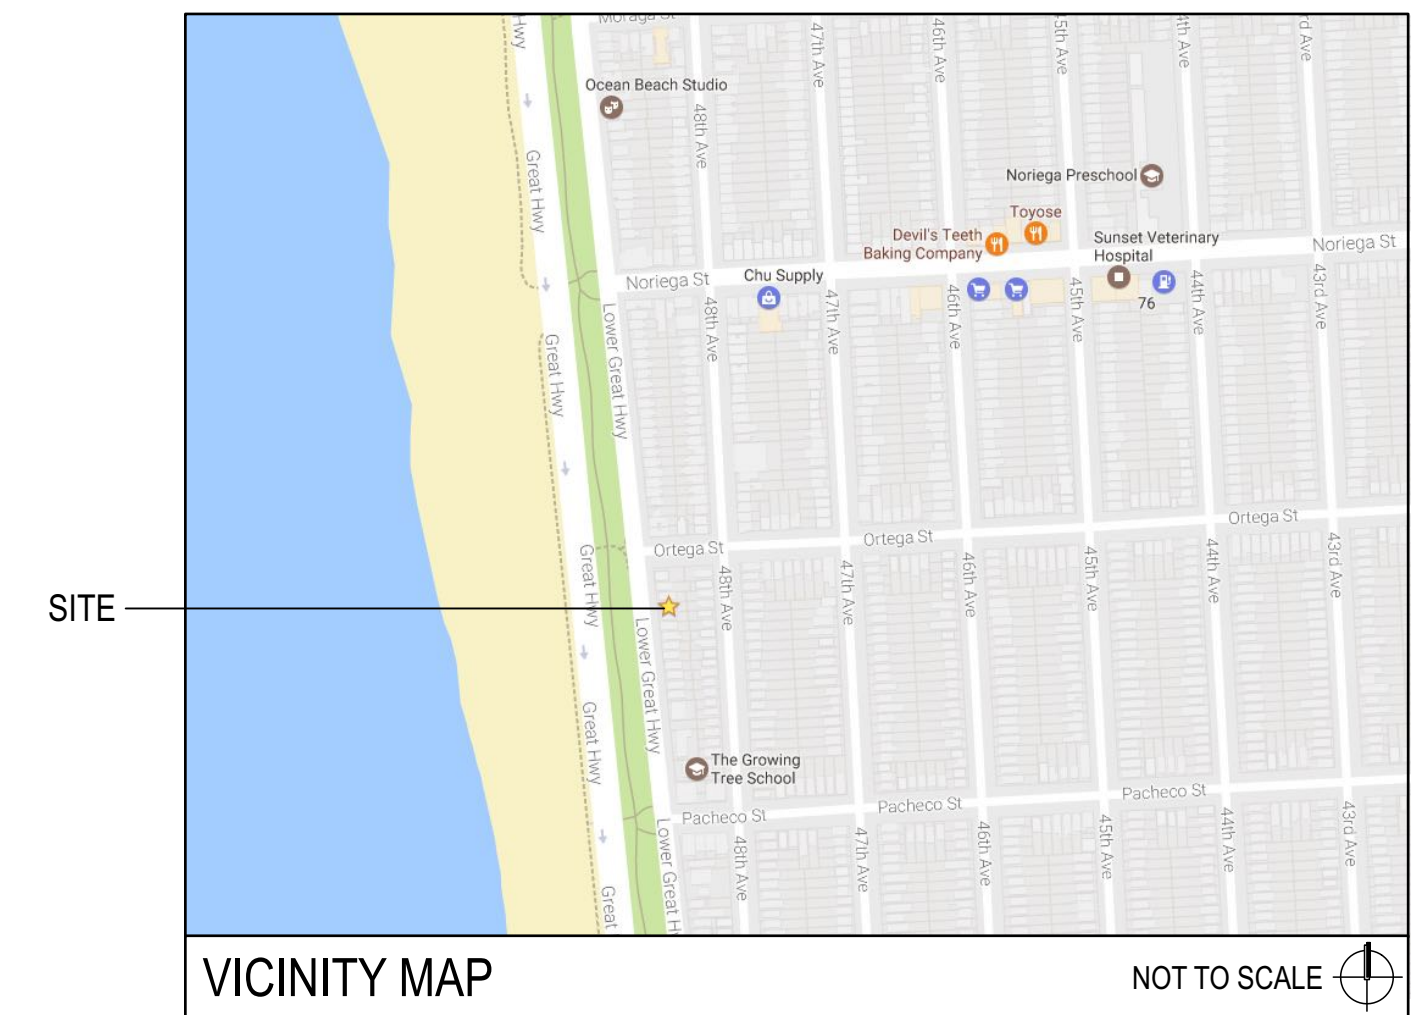 Moraga St
Hwy
47th Ave
46th Ave
45th Ave
4th Ave
rd Ave
Ocean Beach Studio
48th Ave
Great Hwy
Noriega Preschool
Toyose
Devil's Teeth
Baking Company
Sunset Veterinary
Hospital
Noriega St
Noriega St
Chu Supply
76
Lower Great Hwy
48th Ave
47th Ave
46th Ave
45th Ave
44th Ave
43rd Ave
Great Hwy
Ortega St
Ortega St
Ortega St
Great Hwy
48th Ave
47th Ave
46th Ave
45th Ave
44th Ave
43rd Ave
SITE
Lower Great Hwy
Great Hwy
The Growing
Tree School
Pacheco St
Pacheco St
Pacheco St
Lower Great H
48th Ave
47th Ave
46th Ave
45th Ave
44th Ave
43rd Ave
Great
VICINITY MAP
NOT TO SCALE